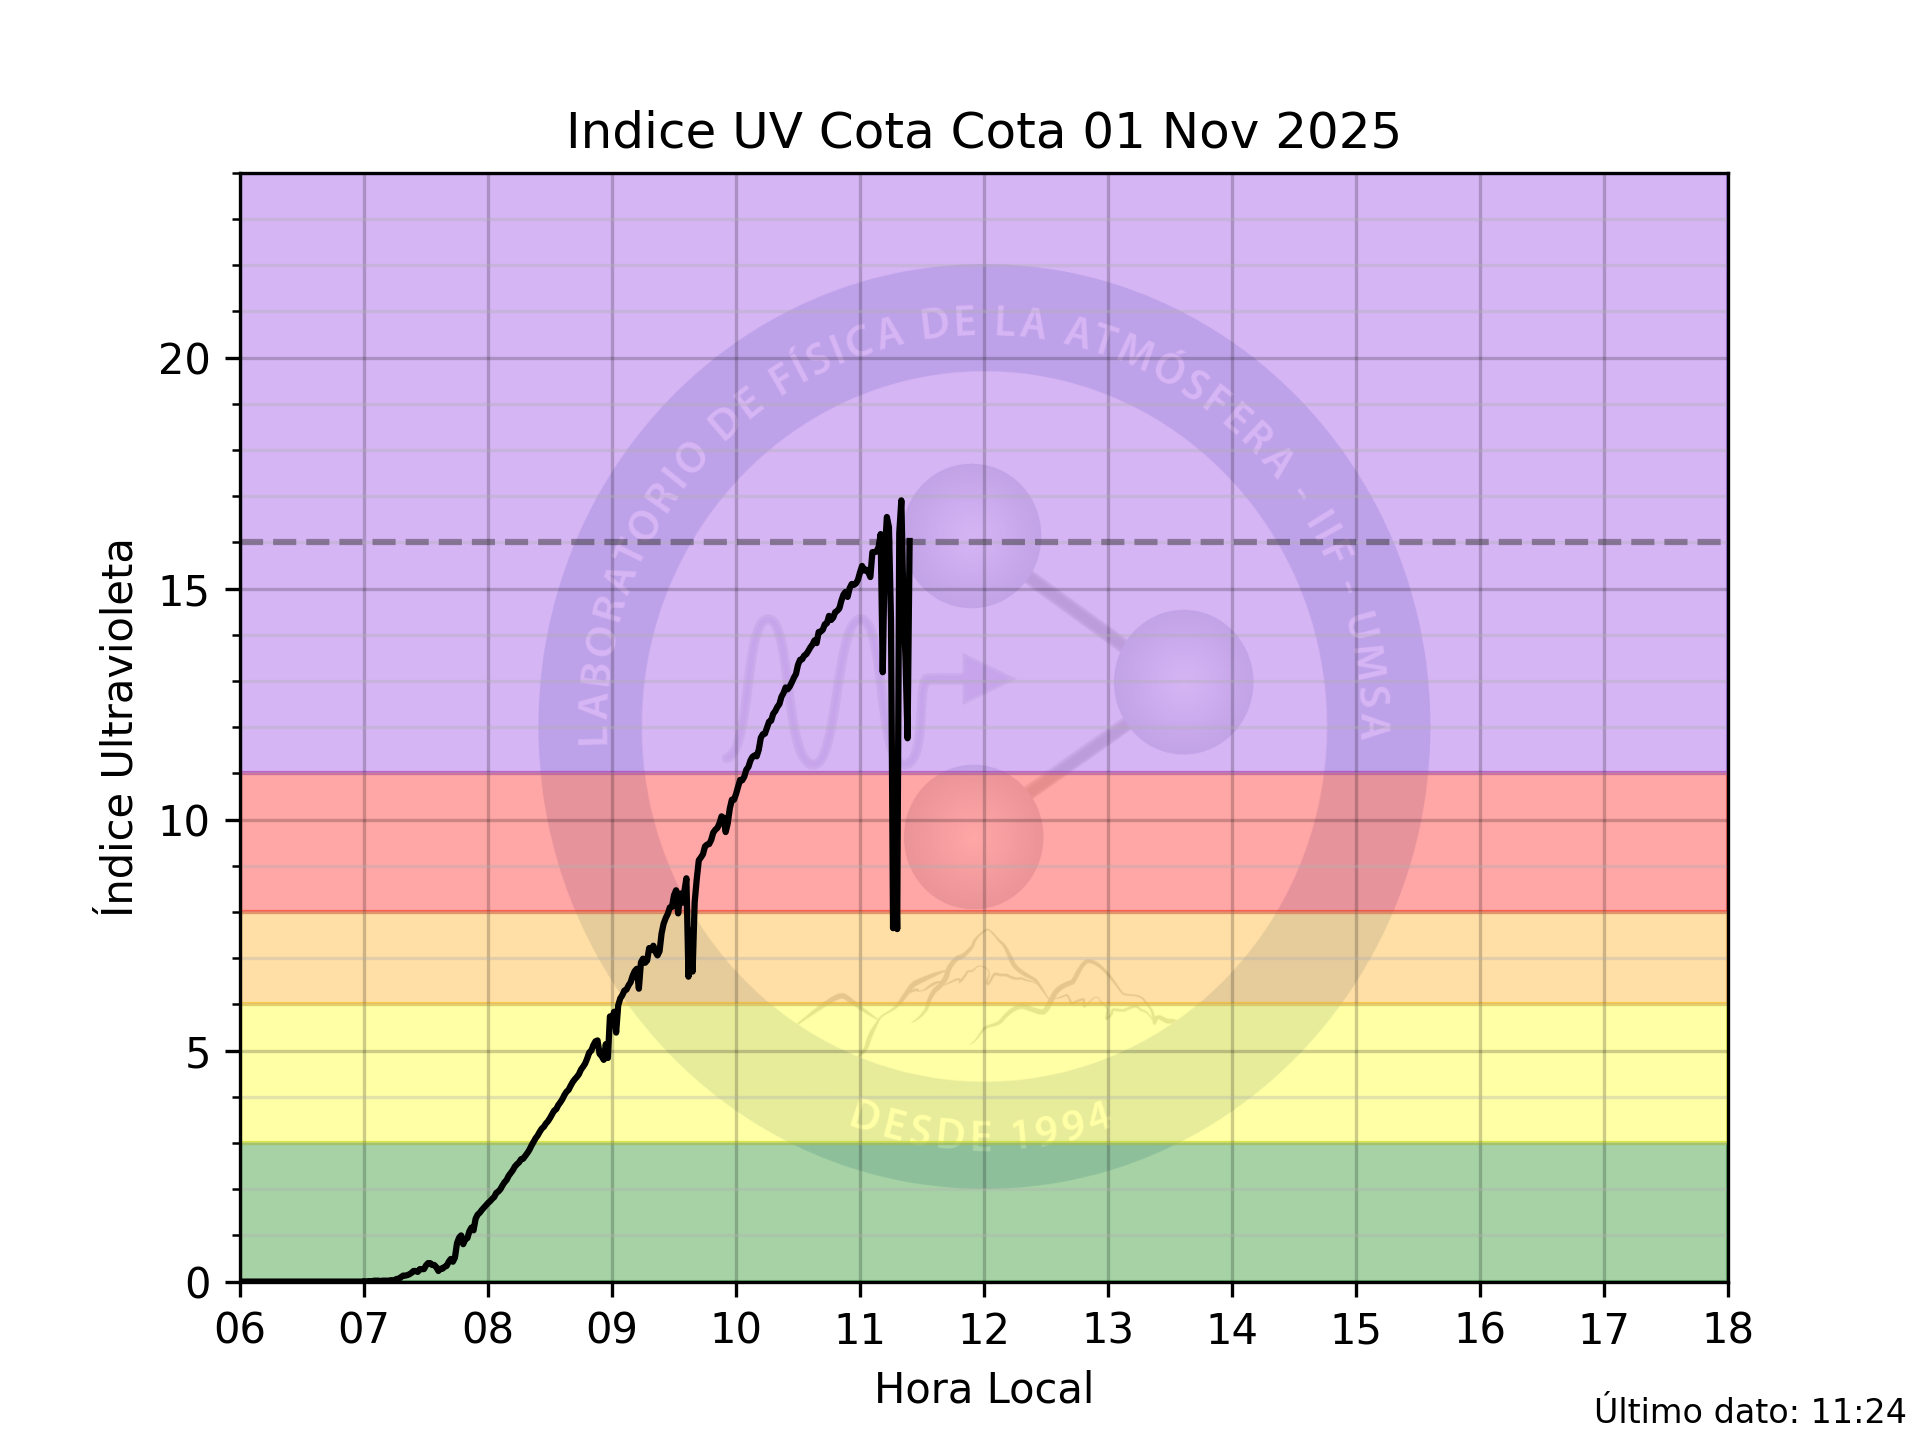 Indice UV Cota Cota 01 Nov 2025
LABORATORIO DE FÍSICA DE LA ATMÓSFERA - IIF - UMSA
DESDE 1994
Índice Ultravioleta
20
15
10
5
0
06 07 08 09 10 11 12 13 14 15 16 17 18
Hora Local
Último dato: 11:24